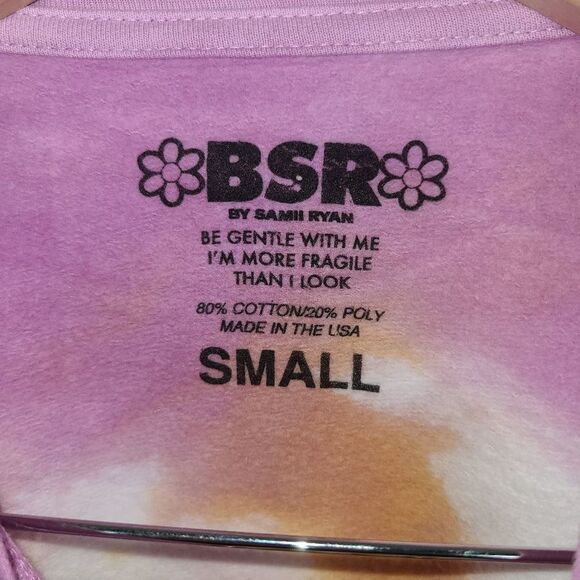 BSR
BY SAMII RYAN
BE GENTLE WITH ME
I'M MORE FRAGILE
THAN I LOOK
80% COTTON/20% POLY
MADE IN THE USA
SMALL